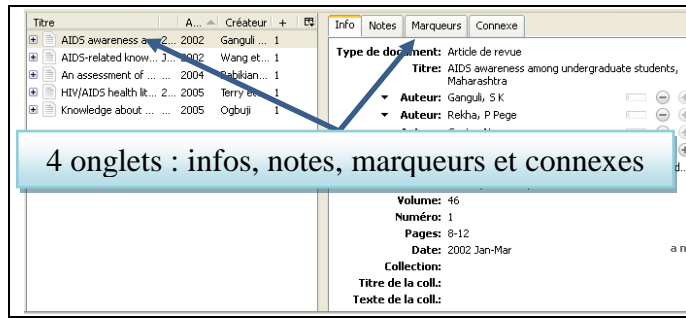 Titre A... Créateur +
AIDS awareness a... 2... 2002 Ganguli ... 1
AIDS-related know... J... 2002 Wang et... 1
An assessment of ... ... 2004 Babikian... 1
HIV/AIDS health lit... 2... 2005 Terry et... 1
Knowledge about ... ... 2005 Ogbuji 1
Info Notes Marqueurs Connexe
Type de document: Article de revue
Titre: AIDS awareness among undergraduate students,
Maharashtra
Auteur: Ganguli, S K
Auteur: Rekha, P Pege
4 onglets : infos, notes, marqueurs et connexes
Volume: 46
Numéro: 1
Pages: 8-12
Date: 2002 Jan-Mar
Collection:
Titre de la coll.:
Texte de la coll.: